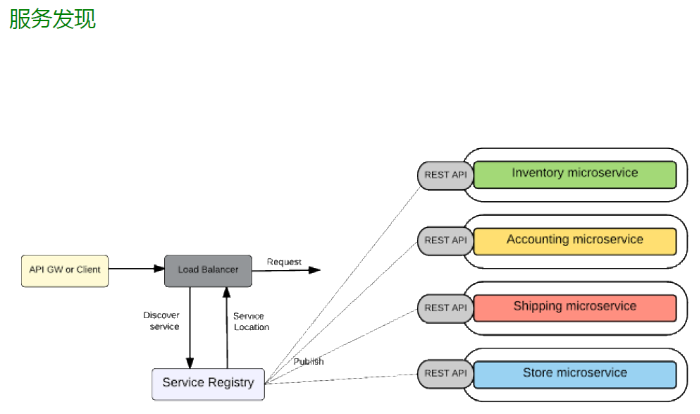 服务发现
REST API
Inventory microservice
REST API
Accounting microservice
API GW or Client
Load Balancer
Request
Discover
service
Service
Location
REST API
Shipping microservice
Publish
Service Registry
REST API
Store microservice